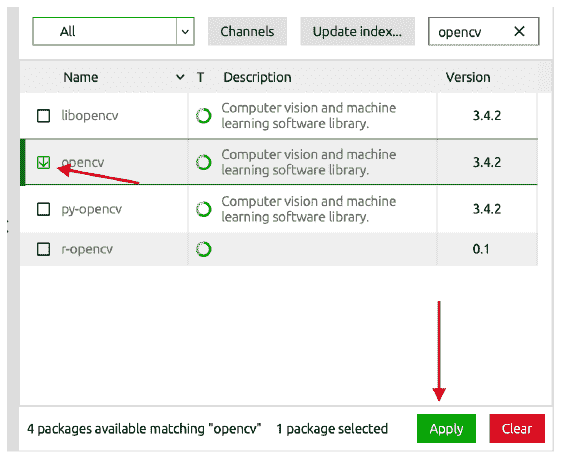 All Channels Update index... opencv
Name T Description Version
libopencv Computer vision and machine 3.4.2
learning software library.
opencv Computer vision and machine 3.4.2
learning software library.
py-opencv Computer vision and machine 3.4.2
learning software library.
r-opencv 0.1
4 packages available matching "opencv" 1 package selected Apply Clear